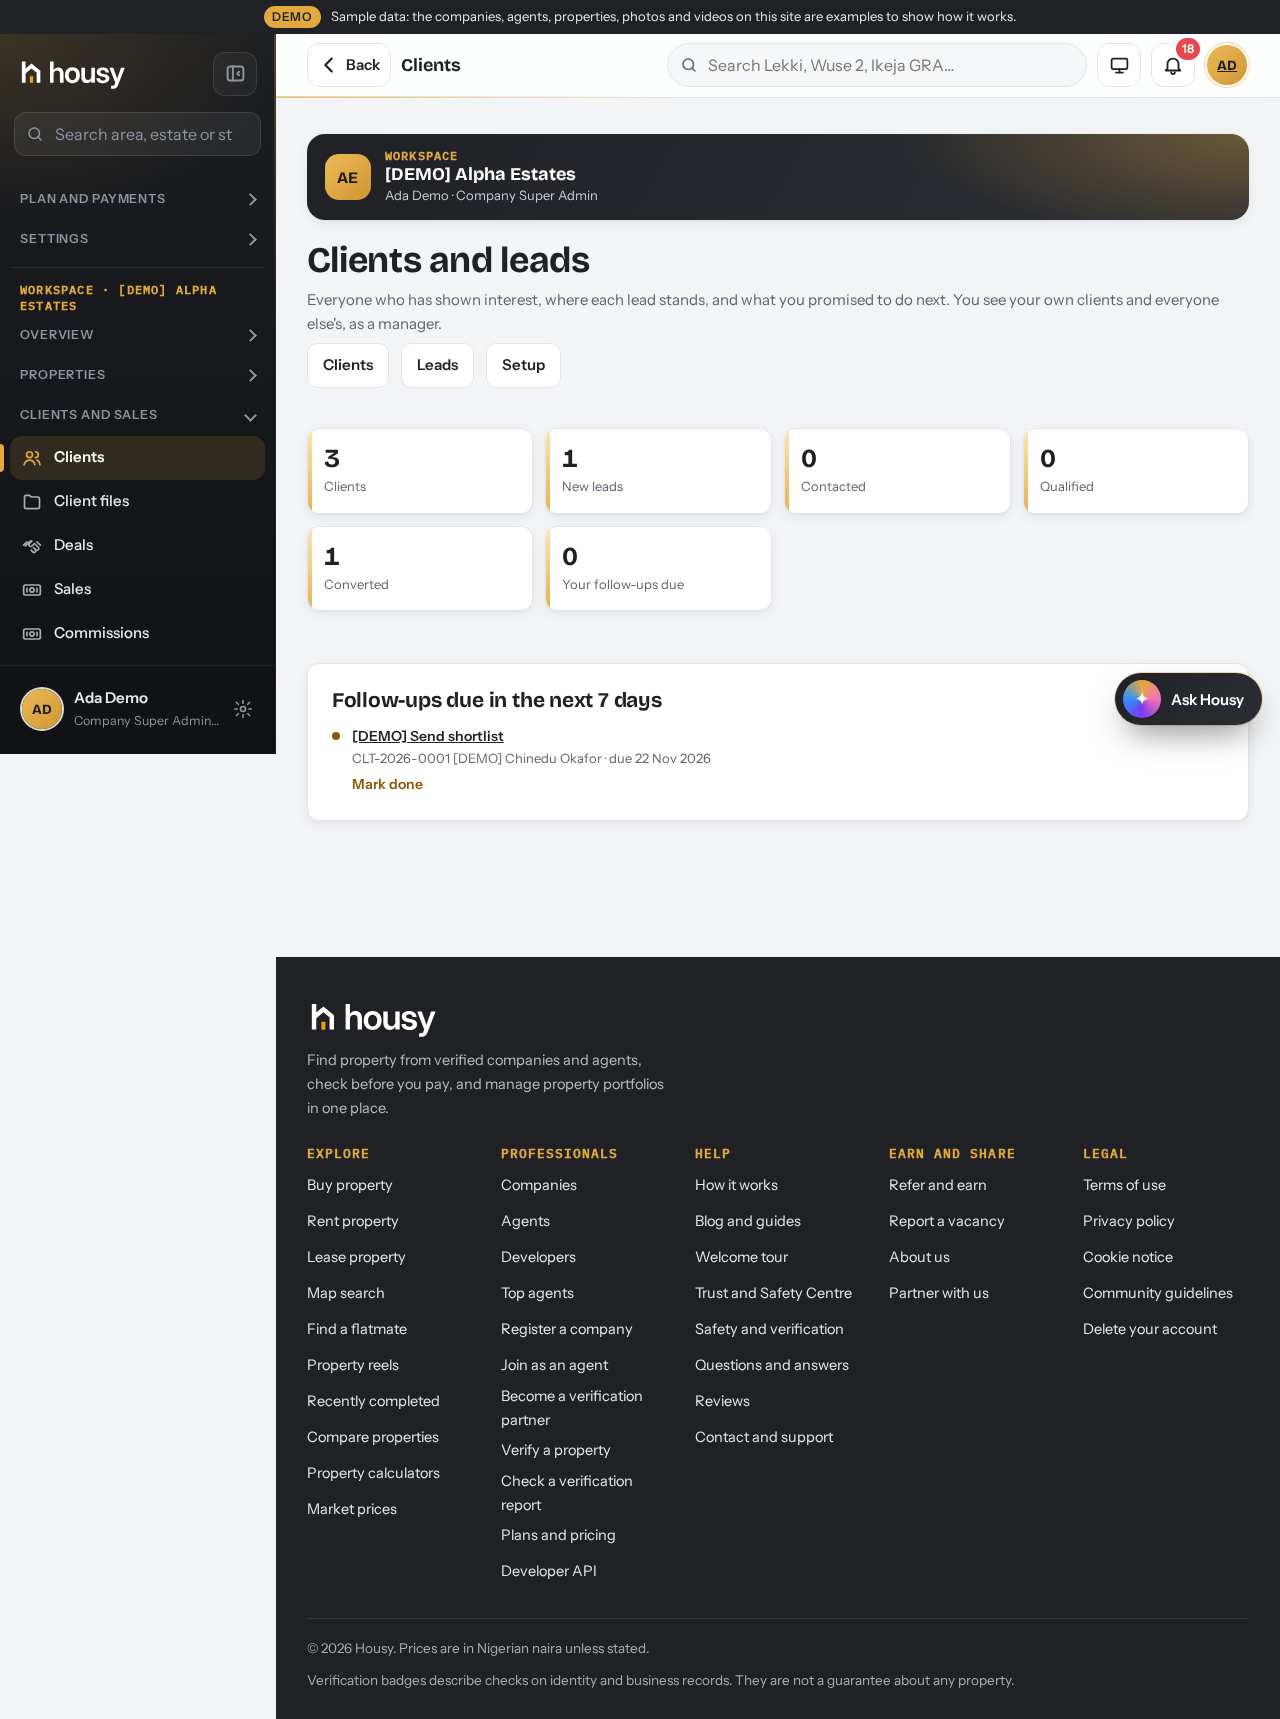 DEMO Sample data: the companies, agents, properties, photos and videos on this site are examples to show how it works.
housy
Search area, estate or st
PLAN AND PAYMENTS
SETTINGS
WORKSPACE · [DEMO] ALPHA
ESTATES
OVERVIEW
PROPERTIES
CLIENTS AND SALES
Clients
Client files
Deals
Sales
Commissions
AD
Ada Demo
Company Super Admin...
Back
Clients
Search Lekki, Wuse 2, Ikeja GRA...
18
AD
AE
WORKSPACE
[DEMO] Alpha Estates
Ada Demo · Company Super Admin
Clients and leads
Everyone who has shown interest, where each lead stands, and what you promised to do next. You see your own clients and everyone
else's, as a manager.
Clients
Leads
Setup
3
Clients
1
New leads
0
Contacted
0
Qualified
1
Converted
0
Your follow-ups due
Follow-ups due in the next 7 days
[DEMO] Send shortlist
CLT-2026-0001 [DEMO] Chinedu Okafor · due 22 Nov 2026
Mark done
Ask Housy
housy
Find property from verified companies and agents,
check before you pay, and manage property portfolios
in one place.
EXPLORE
Buy property
Rent property
Lease property
Map search
Find a flatmate
Property reels
Recently completed
Compare properties
Property calculators
Market prices
PROFESSIONALS
Companies
Agents
Developers
Top agents
Register a company
Join as an agent
Become a verification
partner
Verify a property
Check a verification
report
Plans and pricing
Developer API
HELP
How it works
Blog and guides
Welcome tour
Trust and Safety Centre
Safety and verification
Questions and answers
Reviews
Contact and support
EARN AND SHARE
Refer and earn
Report a vacancy
About us
Partner with us
LEGAL
Terms of use
Privacy policy
Cookie notice
Community guidelines
Delete your account
© 2026 Housy. Prices are in Nigerian naira unless stated.
Verification badges describe checks on identity and business records. They are not a guarantee about any property.